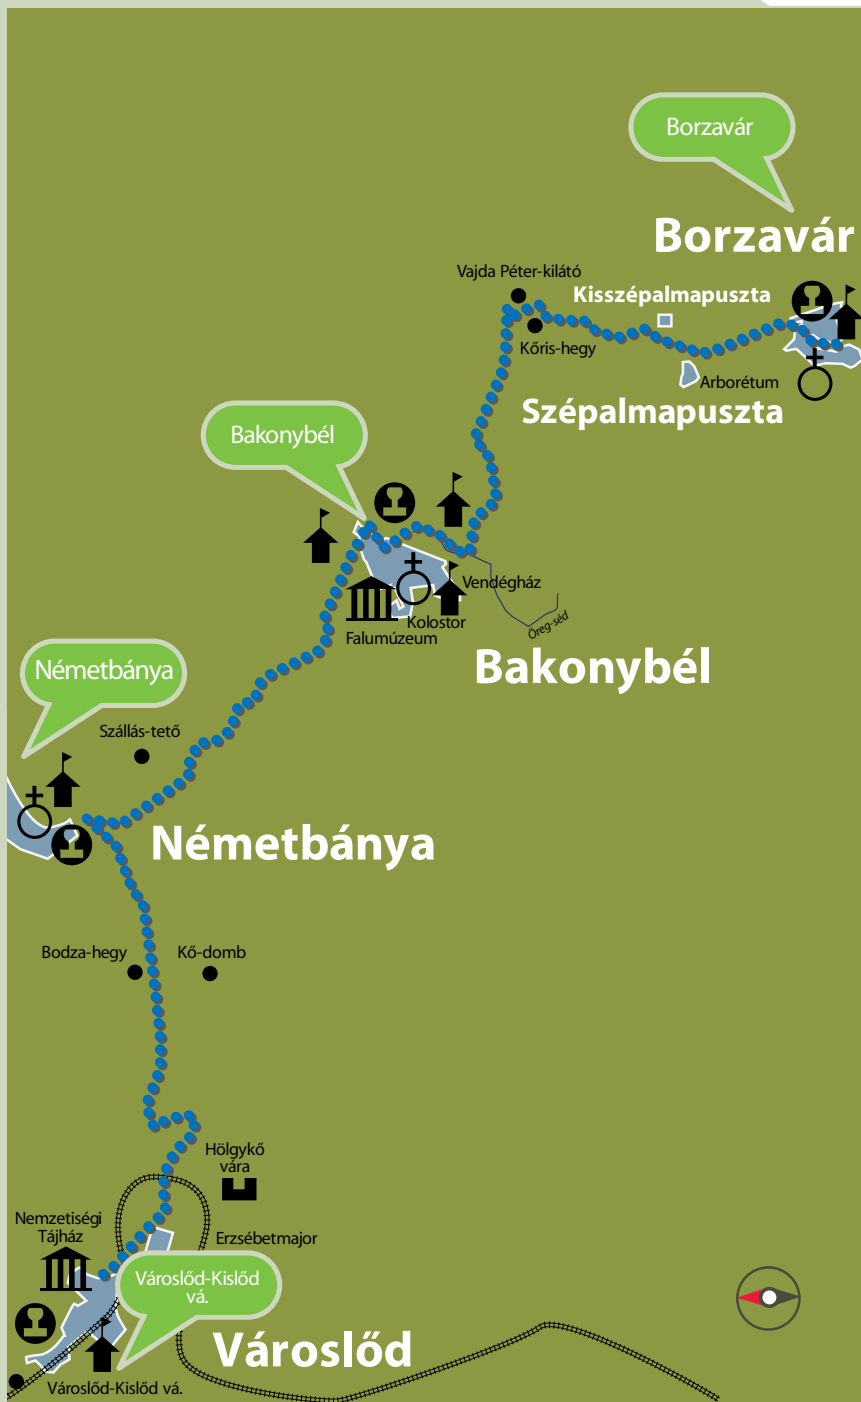 Borzavár
Borzavár
Vajda Péter-kilátó
Kisszépalmapuszta
Kőris-hegy
Arborétum
Szépalmapuszta
Bakonybél
Vendégház
Kolostor
Öreg-séd
Falumúzeum
Bakonybél
Németbánya
Szállás-tető
Németbánya
Bodza-hegy
Kő-domb
Hölgykő
vára
Nemzetiségi
Tájház
Erzsébetmajor
Városlőd-Kislőd
vá.
Városlőd
Városlőd-Kislőd vá.